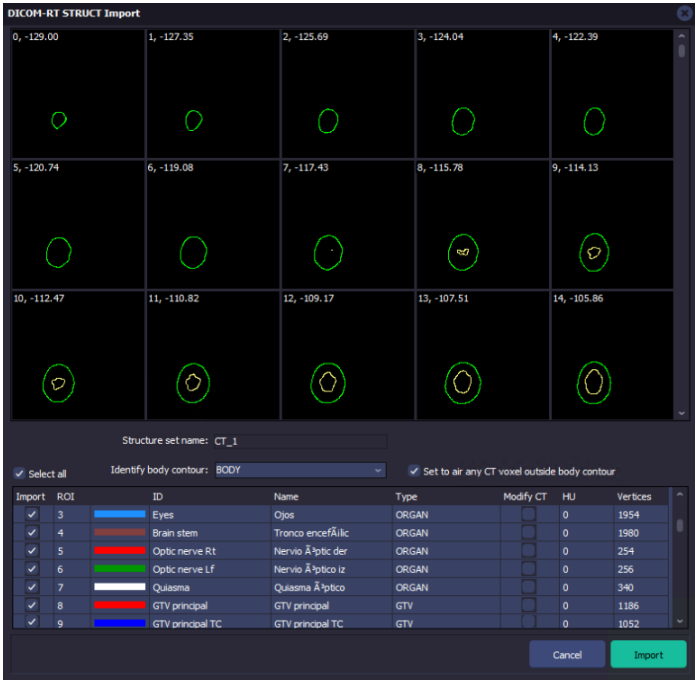 DICOM-RT STRUCT Import
0, -129.00 1, -127.35 2, -125.69 3, -124.04 4, -122.39
5, -120.74 6, -119.08 7, -117.43 8, -115.78 9, -114.13
10, -112.47 11, -110.82 12, -109.17 13, -107.51 14, -105.86
Structure set name: CT_1
Select all Identify body contour: BODY Set to air any CT voxel outside body contour
Import ROI ID Name Type Modify CT HU Vertices
3 Eyes Ojos ORGAN 0 1954
4 Brain stem Tronco encefÃlic ORGAN 0 1980
5 Optic nerve Rt Nervio Ã³ptic der ORGAN 0 254
6 Optic nerve Lf Nervio Ã³ptico iz ORGAN 0 256
7 Quiasma Quiasma Ã³ptico ORGAN 0 340
8 GTV principal GTV principal GTV 0 1186
9 GTV principal TC GTV principal TC GTV 0 1052
Cancel Import